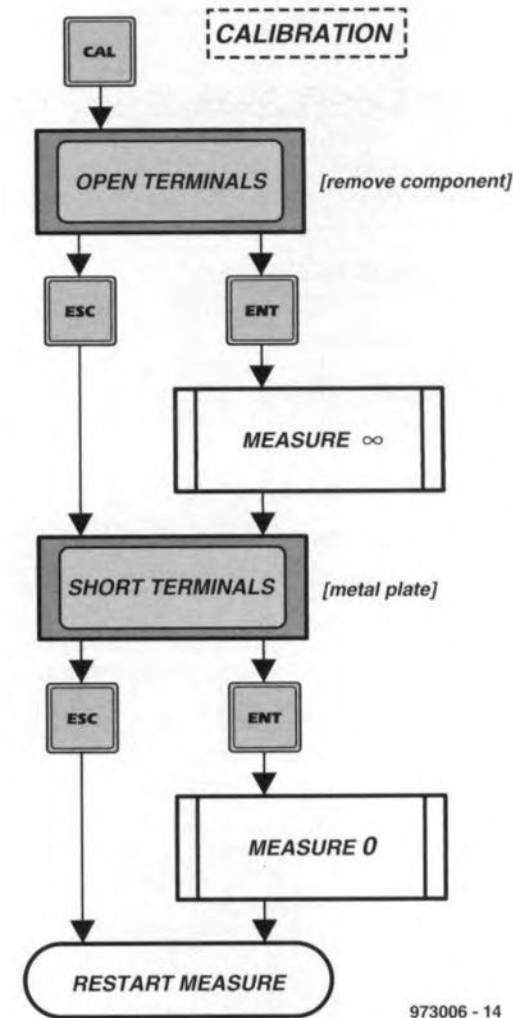 CALIBRATION
CAL
OPEN TERMINALS
[remove component]
ESC
ENT
MEASURE ∞
SHORT TERMINALS
[metal plate]
ESC
ENT
MEASURE 0
RESTART MEASURE
973006 - 14